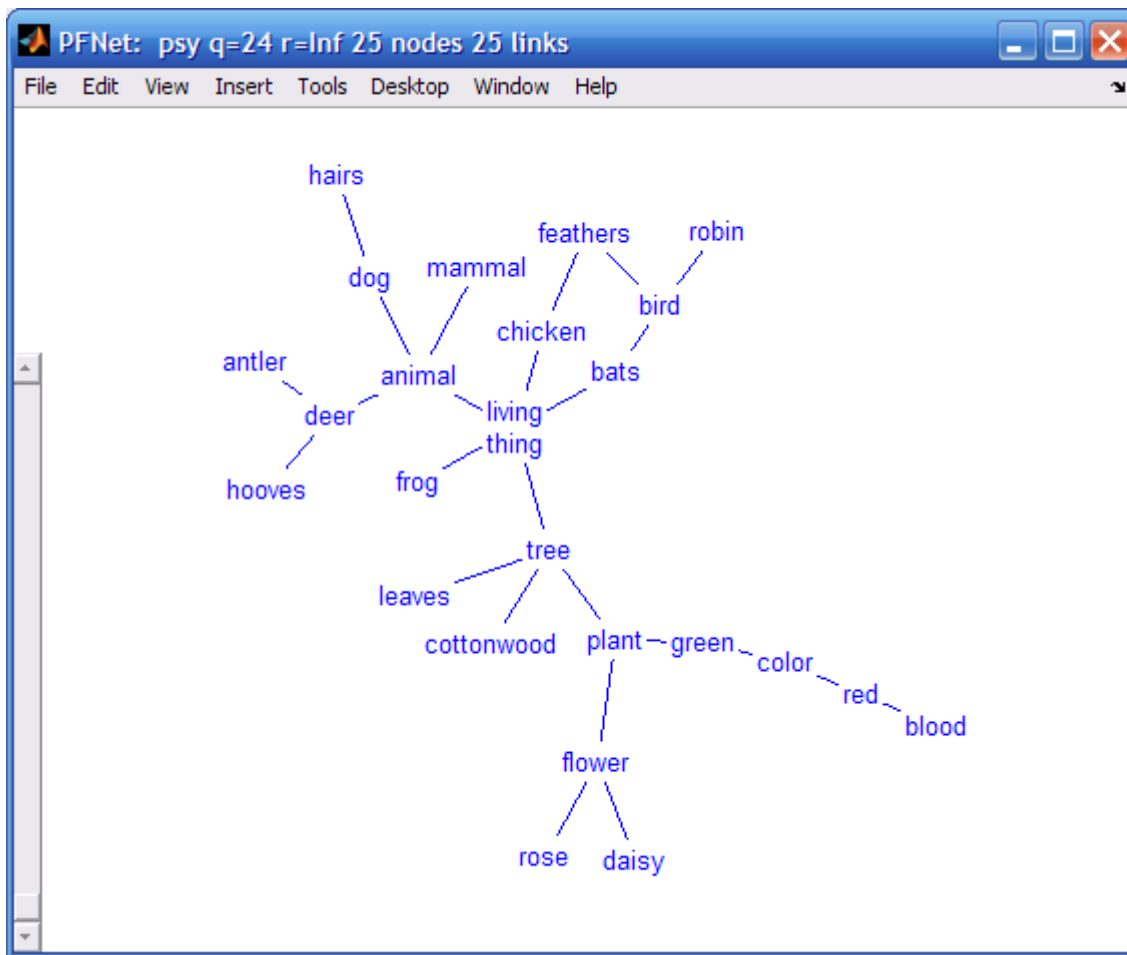 PFNet: psy q=24 r=Inf 25 nodes 25 links
File Edit View Insert Tools Desktop Window Help
hairs
feathers
robin
mammal
dog
bird
chicken
antler
animal
bats
deer
living
thing
frog
hooves
tree
leaves
cottonwood
plant
green
color
red
blood
flower
rose
daisy